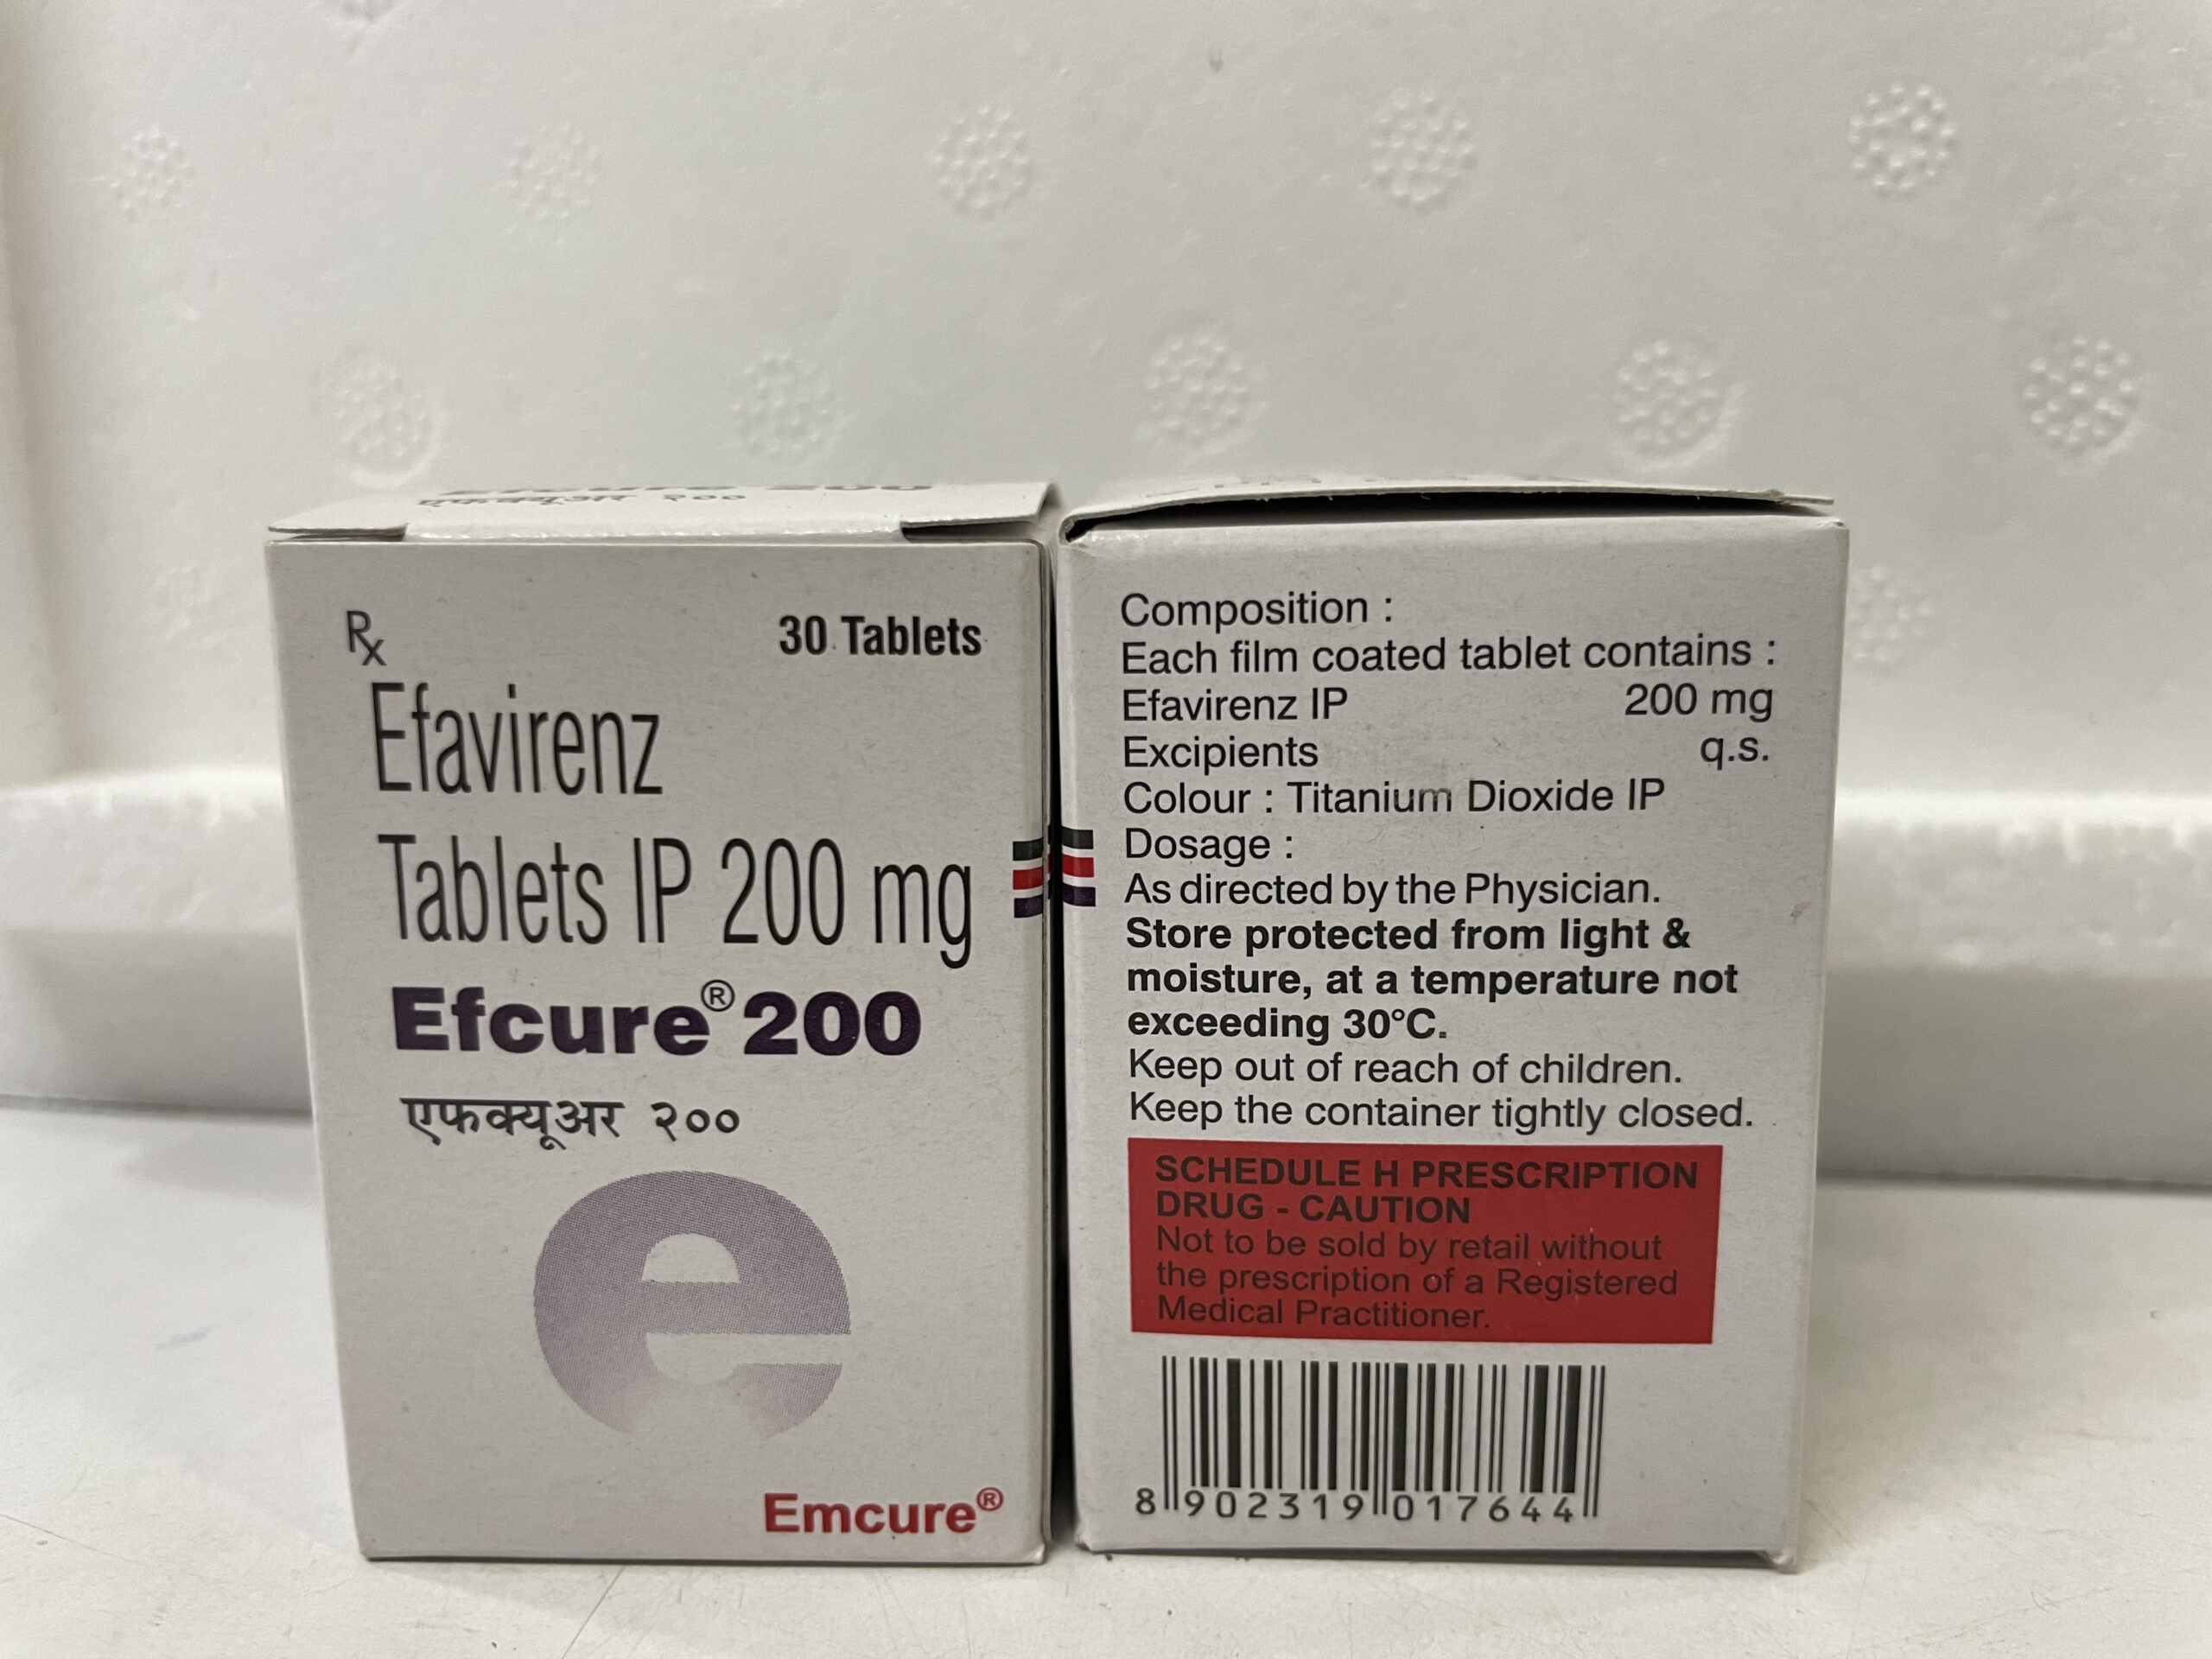 एफक्यूअर २००
Rx
30 Tablets
Efavirenz
Tablets IP 200 mg
Efcure® 200
एफक्यूअर २००
e
Emcure®
Composition :
Each film coated tablet contains :
Efavirenz IP 200 mg
Excipients q.s.
Colour : Titanium Dioxide IP
Dosage :
As directed by the Physician.
Store protected from light &
moisture, at a temperature not
exceeding 30°C.
Keep out of reach of children.
Keep the container tightly closed.
SCHEDULE H PRESCRIPTION
DRUG - CAUTION
Not to be sold by retail without
the prescription of a Registered
Medical Practitioner.
8 902319 017644